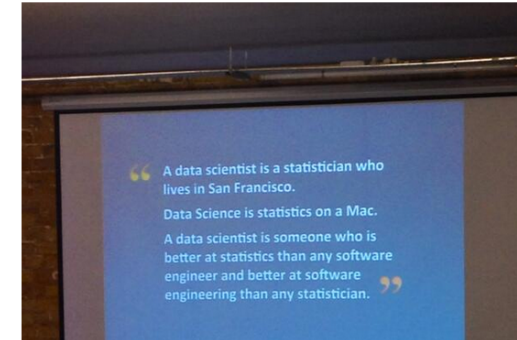 “ A data scientist is a statistician who
lives in San Francisco.
Data Science is statistics on a Mac.
A data scientist is someone who is
better at statistics than any software
engineer and better at software
engineering than any statistician. ”